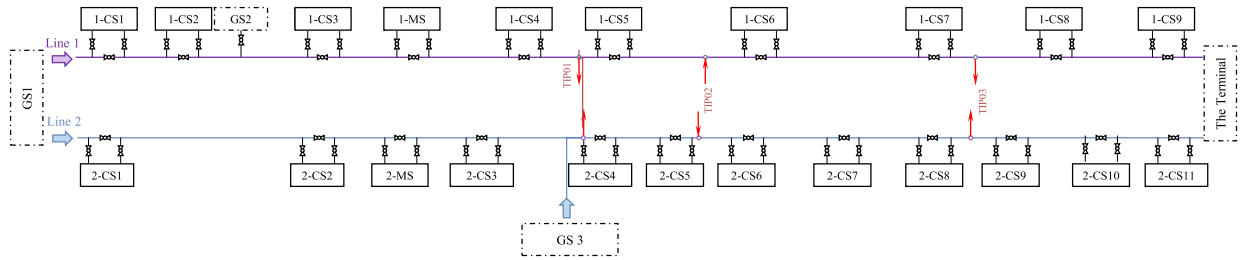 1-CS1
1-CS2
GS2
1-CS3
1-MS
1-CS4
1-CS5
1-CS6
1-CS7
1-CS8
1-CS9
Line 1
GS1
TIP01
TIP02
TIP03
The Terminal
Line 2
2-CS1
2-CS2
2-MS
2-CS3
2-CS4
2-CS5
2-CS6
2-CS7
2-CS8
2-CS9
2-CS10
2-CS11
GS 3